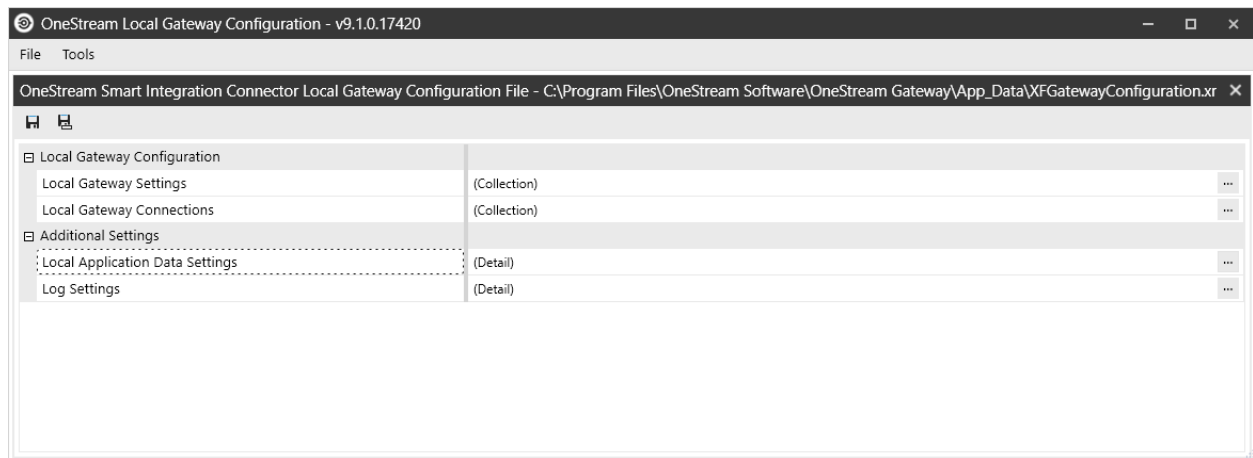 OneStream Local Gateway Configuration - v9.1.0.17420
File Tools
OneStream Smart Integration Connector Local Gateway Configuration File - C:\Program Files\OneStream Software\OneStream Gateway\App_Data\XFGatewayConfiguration.xr
Local Gateway Configuration
Local Gateway Settings (Collection) ...
Local Gateway Connections (Collection) ...
Additional Settings
Local Application Data Settings (Detail) ...
Log Settings (Detail) ...